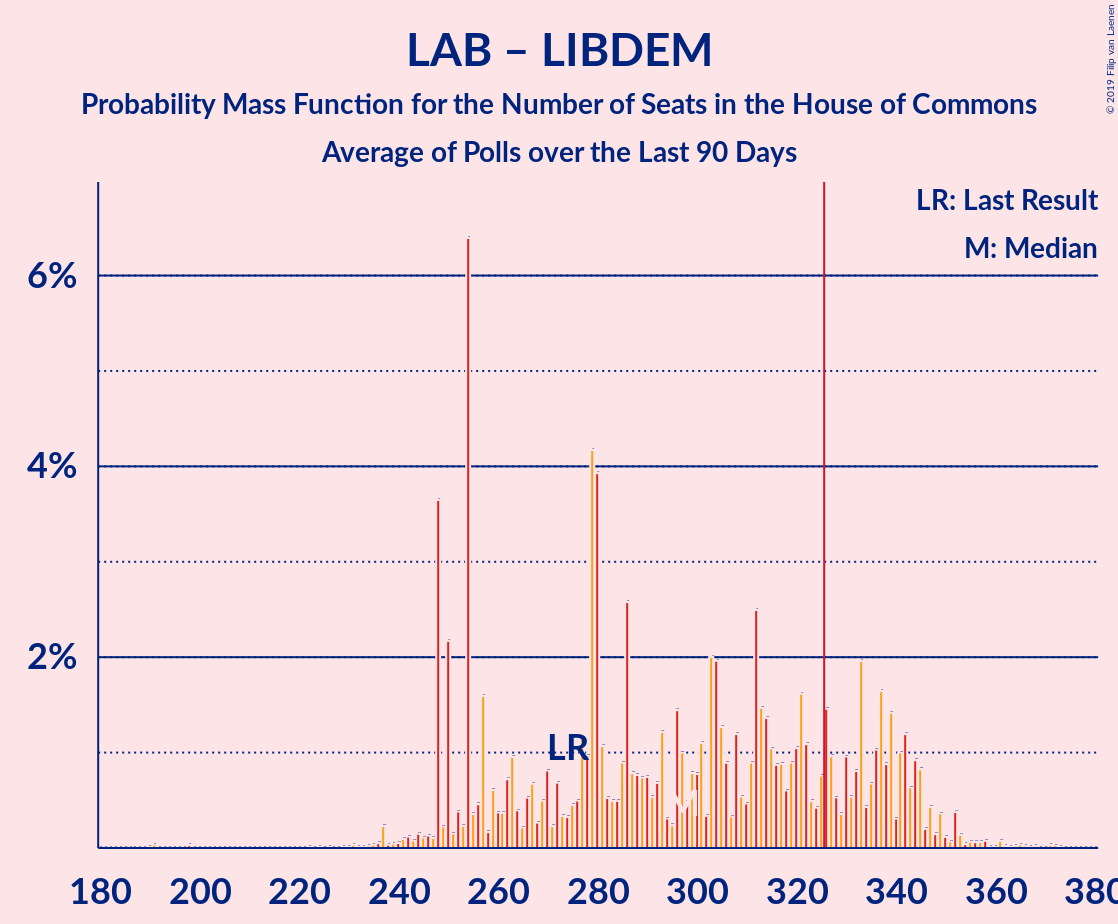 © 2019 Filip van Laenen
LAB – LIBDEM
Probability Mass Function for the Number of Seats in the House of Commons
Average of Polls over the Last 90 Days
LR: Last Result
M: Median
6%
4%
2%
LR
M
180 200 220 240 260 280 300 320 340 360 380